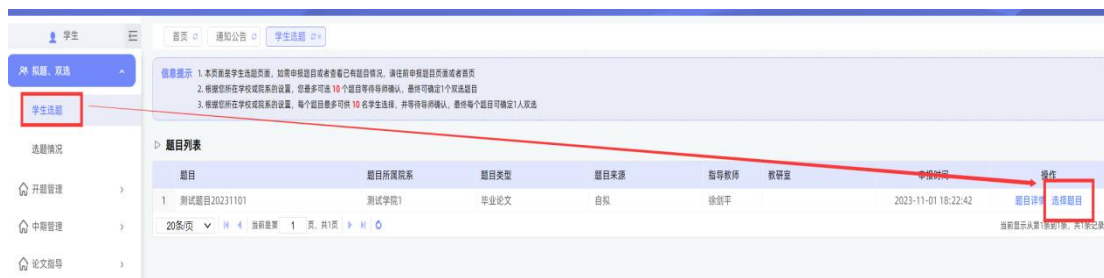 学生
首页 通知公告 学生选题
拟题、双选
学生选题
选题情况
开题管理
中期管理
论文指导
信息提示 1. 本页面是学生选题页面，如需申报题目或者查看已有题目情况，请往前申报题目页面或者首页
2. 根据您所在学校或院系的设置，您最多可选 10 个题目等待导师确认，最终可确定1个双选题目
3. 根据您所在学校或院系的设置，每个题目最多可供 10 名学生选择，并等待导师确认，最终每个题目可确定1人双选
题目列表
题目 题目所属院系 题目类型 题目来源 指导教师 教研室 申报时间 操作
1 测试题目20231101 测试学院1 毕业论文 自拟 徐剑平 2023-11-01 18:22:42 题目详情 选择题目
20条/页 当前是第 1 页，共1页 当前显示从第1条到1条，共1条记录